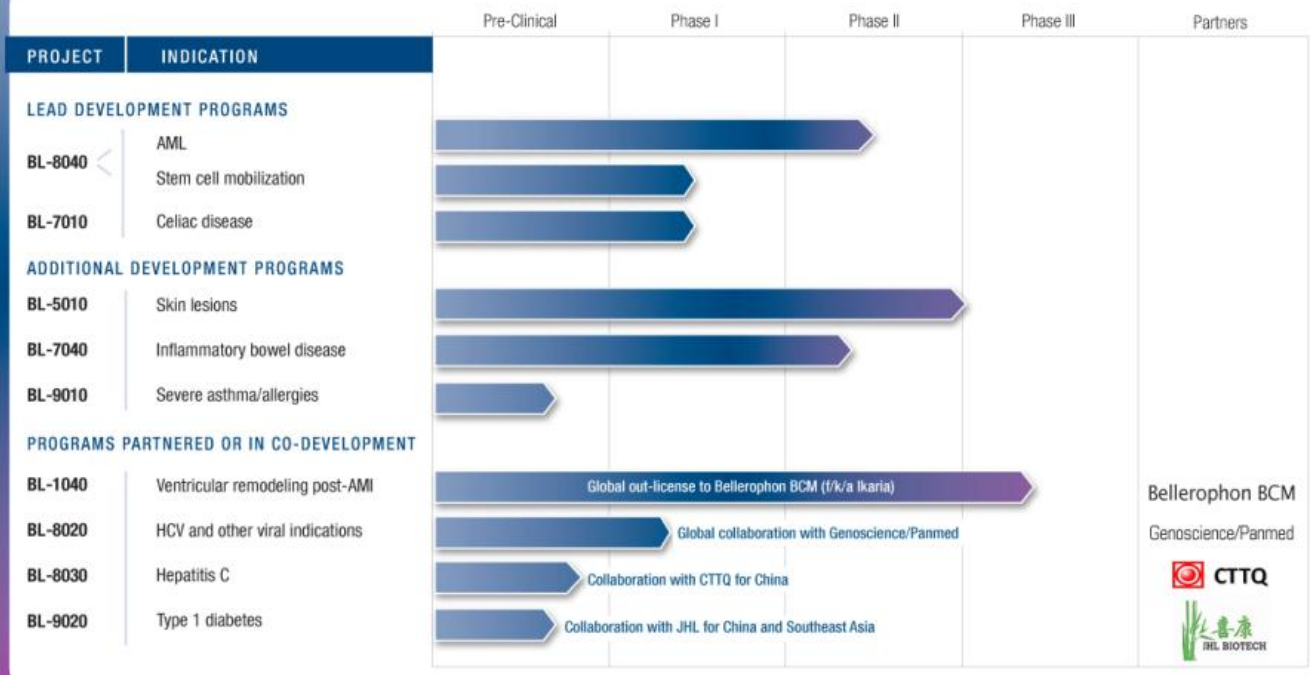 Pre-Clinical Phase I Phase II Phase III Partners
PROJECT INDICATION
LEAD DEVELOPMENT PROGRAMS
BL-8040 AML
Stem cell mobilization
BL-7010 Celiac disease
ADDITIONAL DEVELOPMENT PROGRAMS
BL-5010 Skin lesions
BL-7040 Inflammatory bowel disease
BL-9010 Severe asthma/allergies
PROGRAMS PARTNERED OR IN CO-DEVELOPMENT
BL-1040 Ventricular remodeling post-AMI Global out-license to Bellerophon BCM (f/k/a Ikaria) Bellerophon BCM
BL-8020 HCV and other viral indications Global collaboration with Genoscience/Panmed Genoscience/Panmed
BL-8030 Hepatitis C Collaboration with CTTQ for China CTTQ
BL-9020 Type 1 diabetes Collaboration with JHL for China and Southeast Asia 喜康
JHL BIOTECH